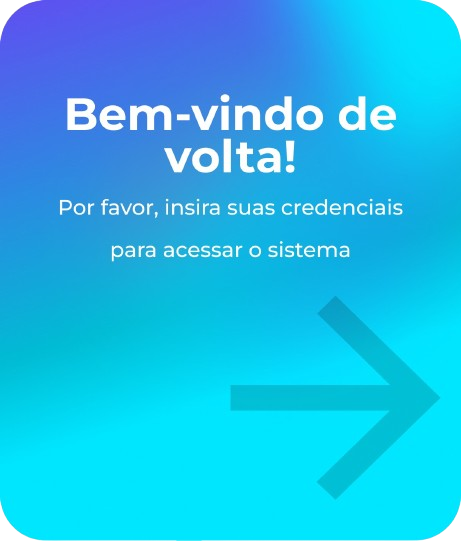 Bem-vindo de
volta!
Por favor, insira suas credenciais
para acessar o sistema